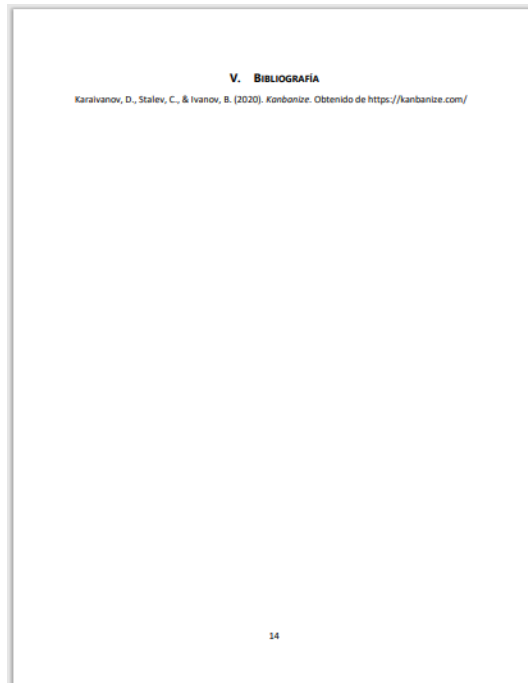 V. BIBLIOGRAFÍA
Karaivanov, D., Stalev, C., & Ivanov, B. (2020). Kanbanize. Obtenido de https://kanbanize.com/
14